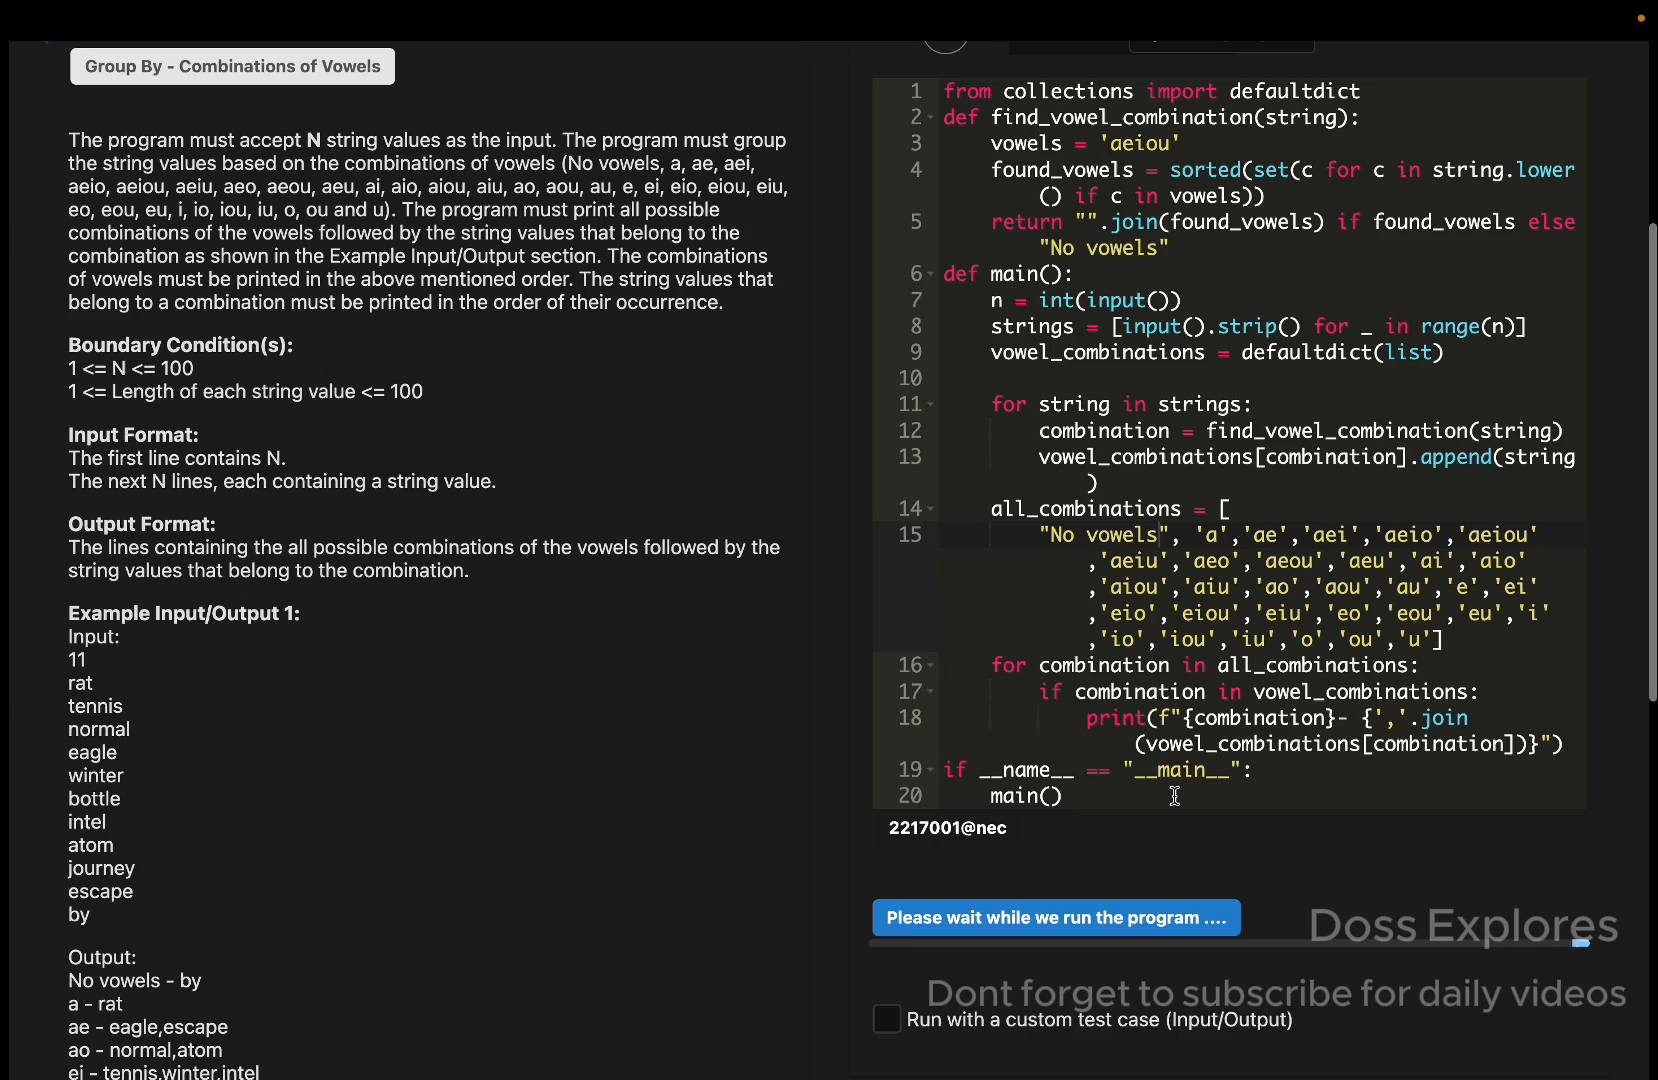 Group By - Combinations of Vowels
The program must accept N string values as the input. The program must group
the string values based on the combinations of vowels (No vowels, a, ae, aei,
aeio, aeiou, aeiu, aeo, aeou, aeu, ai, aio, aiou, aiu, ao, aou, au, e, ei, eio, eiou, eiu,
eo, eou, eu, i, io, iou, iu, o, ou and u). The program must print all possible
combinations of the vowels followed by the string values that belong to the
combination as shown in the Example Input/Output section. The combinations
of vowels must be printed in the above mentioned order. The string values that
belong to a combination must be printed in the order of their occurrence.
Boundary Condition(s):
1 <= N <= 100
1 <= Length of each string value <= 100
Input Format:
The first line contains N.
The next N lines, each containing a string value.
Output Format:
The lines containing the all possible combinations of the vowels followed by the
string values that belong to the combination.
Example Input/Output 1:
Input:
11
rat
tennis
normal
eagle
winter
bottle
intel
atom
journey
escape
by
Output:
No vowels - by
a - rat
ae - eagle,escape
ao - normal,atom
ei - tennis,winter,intel
1 from collections import defaultdict
2 def find_vowel_combination(string):
3 vowels = 'aeiou'
4 found_vowels = sorted(set(c for c in string.lower
() if c in vowels))
5 return "".join(found_vowels) if found_vowels else
"No vowels"
6 def main():
7 n = int(input())
8 strings = [input().strip() for _ in range(n)]
9 vowel_combinations = defaultdict(list)
10
11 for string in strings:
12 combination = find_vowel_combination(string)
13 vowel_combinations[combination].append(string
)
14 all_combinations = [
15 "No vowels", 'a','ae','aei','aeio','aeiou'
,'aeiu','aeo','aeou','aeu','ai','aio'
,'aiou','aiu','ao','aou','au','e','ei'
,'eio','eiou','eiu','eo','eou','eu','i'
,'io','iou','iu','o','ou','u']
16 for combination in all_combinations:
17 if combination in vowel_combinations:
18 print(f"{combination}- {','.join
(vowel_combinations[combination])}")
19 if __name__ == "__main__":
20 main()
2217001@nec
Please wait while we run the program ....
Doss Explores
Dont forget to subscribe for daily videos
Run with a custom test case (Input/Output)